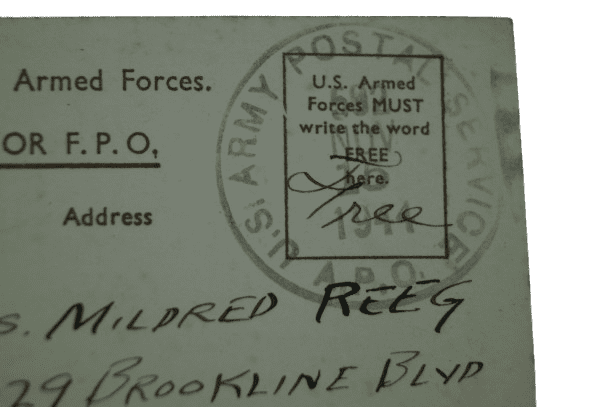 Armed Forces.
OR F.P.O,
Address
U.S. Armed
Forces MUST
write the word
FREE
here.
Free
U.S. ARMY POSTAL SERVICE
A.P.O.
NOV
1944
S. MILDRED REEG
29 BROOKLINE BLVD